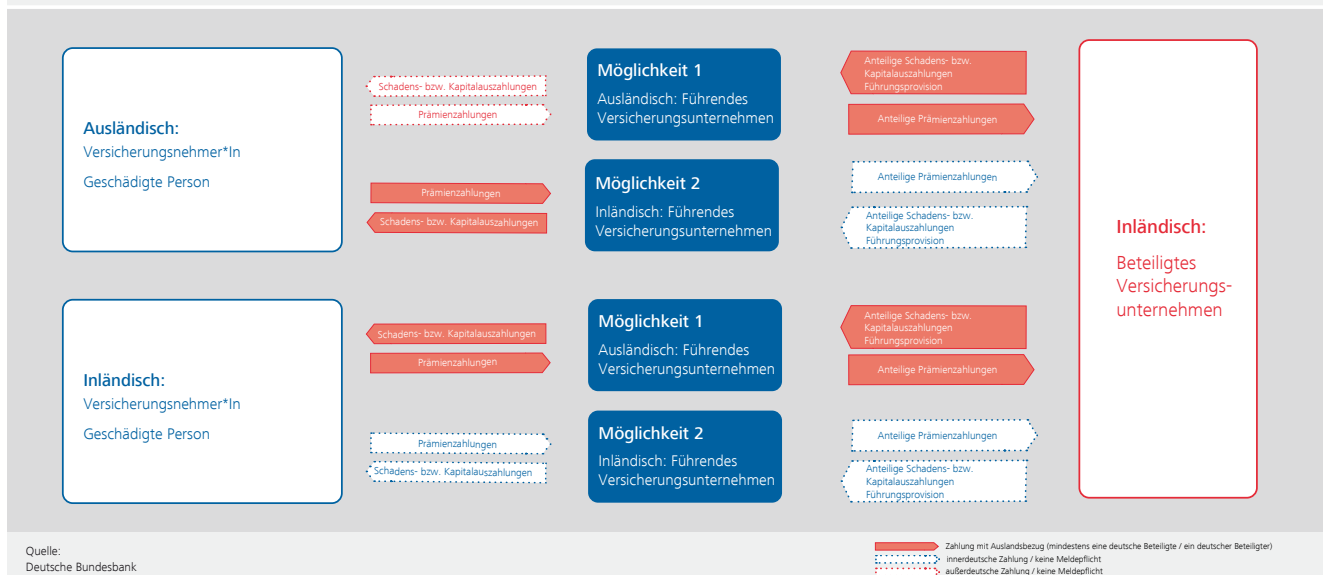 Ausländisch:
Versicherungsnehmer*In
Geschädigte Person
Schadens- bzw. Kapitalauszahlungen
Prämienzahlungen
Möglichkeit 1
Ausländisch: Führendes
Versicherungsunternehmen
Anteilige Schadens- bzw.
Kapitalauszahlungen
Führungsprovision
Anteilige Prämienzahlungen
Prämienzahlungen
Schadens- bzw. Kapitalauszahlungen
Möglichkeit 2
Inländisch: Führendes
Versicherungsunternehmen
Anteilige Prämienzahlungen
Anteilige Schadens- bzw.
Kapitalauszahlungen
Führungsprovision
Inländisch:
Beteiligtes
Versicherungs-
unternehmen
Inländisch:
Versicherungsnehmer*In
Geschädigte Person
Schadens- bzw. Kapitalauszahlungen
Prämienzahlungen
Möglichkeit 1
Ausländisch: Führendes
Versicherungsunternehmen
Anteilige Schadens- bzw.
Kapitalauszahlungen
Führungsprovision
Anteilige Prämienzahlungen
Prämienzahlungen
Schadens- bzw. Kapitalauszahlungen
Möglichkeit 2
Inländisch: Führendes
Versicherungsunternehmen
Anteilige Prämienzahlungen
Anteilige Schadens- bzw.
Kapitalauszahlungen
Führungsprovision
Quelle:
Deutsche Bundesbank
Zahlung mit Auslandsbezug (mindestens eine deutsche Beteiligte / ein deutscher Beteiligter)
innerdeutsche Zahlung / keine Meldepflicht
außerdeutsche Zahlung / keine Meldepflicht